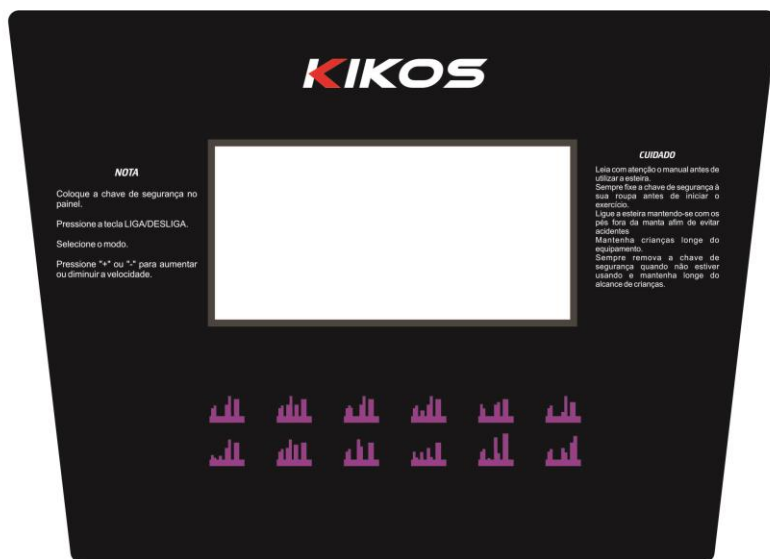 KIKOS
NOTA
Coloque a chave de segurança no
painel.
Pressione a tecla LIGA/DESLIGA.
Selecione o modo.
Pressione "+" ou "-" para aumentar
ou diminuir a velocidade.
CUIDADO
Leia com atenção o manual antes de
utilizar a esteira.
Sempre fixe a chave de segurança à
sua roupa antes de iniciar o
exercício.
Ligue a esteira mantendo-se com os
pés fora da manta afim de evitar
acidentes
Mantenha crianças longe do
equipamento.
Sempre remova a chave de
segurança quando não estiver
usando e mantenha longe do
alcance de crianças.